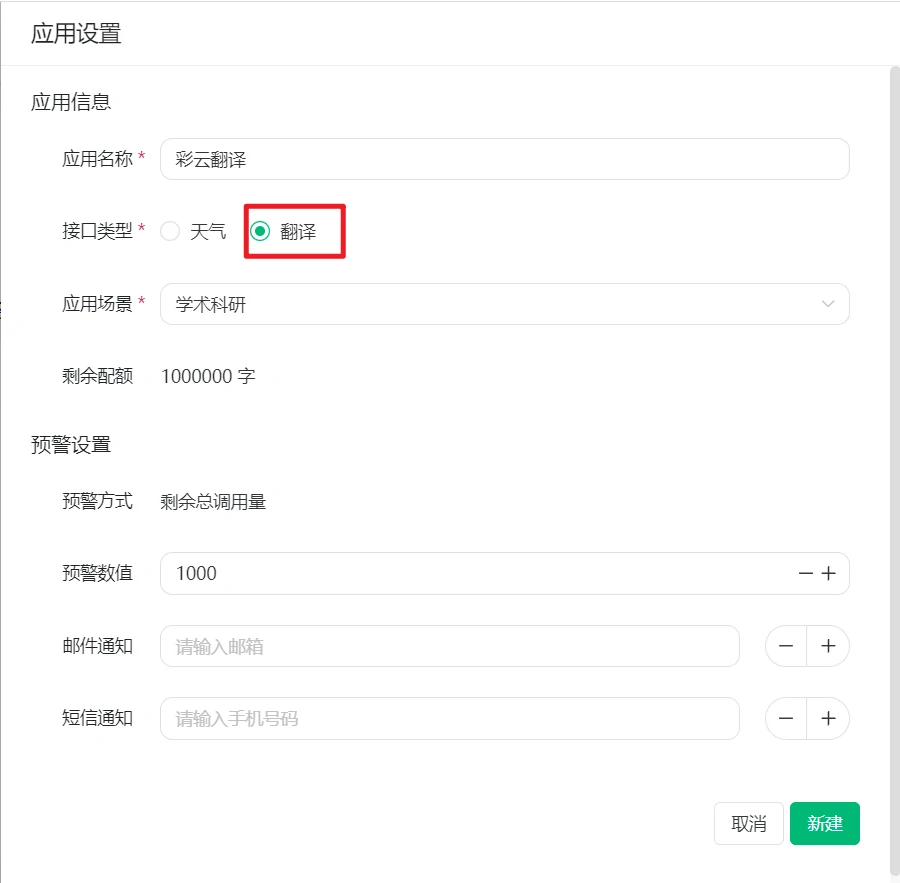 应用设置
应用信息
应用名称 * 彩云翻译
接口类型 * 天气 翻译
应用场景 * 学术科研
剩余配额 1000000 字
预警设置
预警方式 剩余总调用量
预警数值 1000
邮件通知 请输入邮箱
短信通知 请输入手机号码
取消 新建